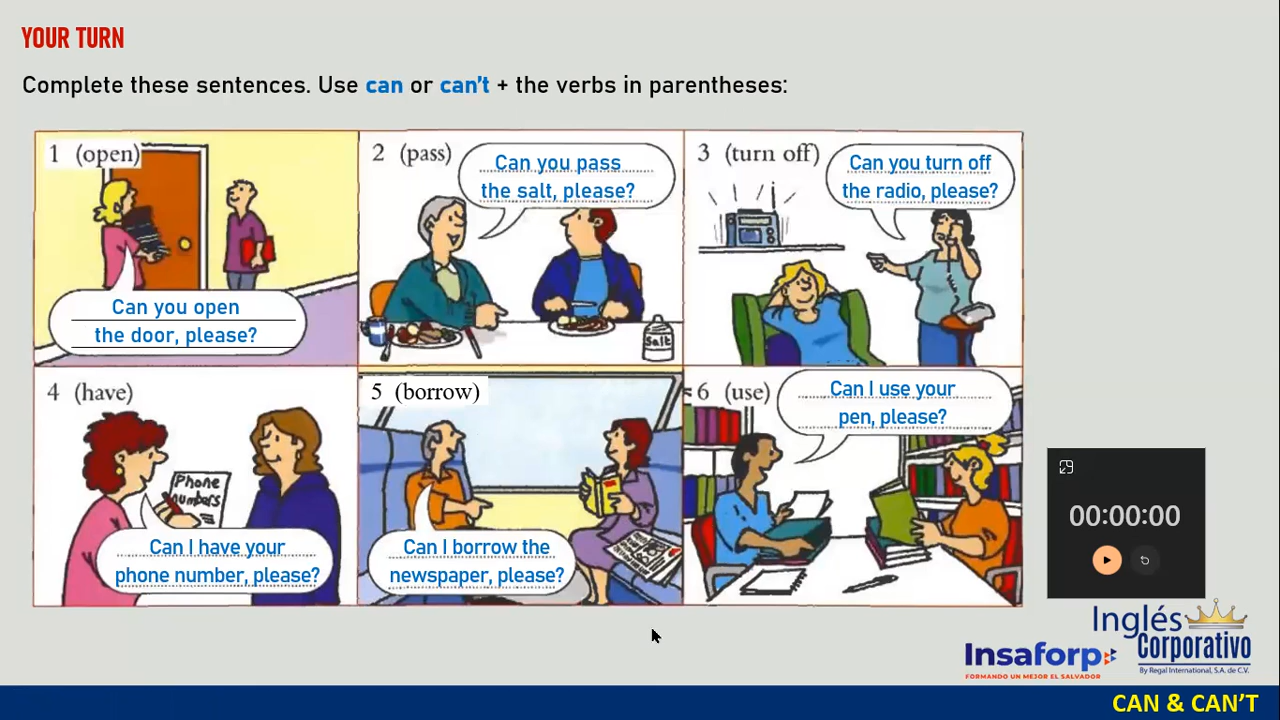 YOUR TURN
Complete these sentences. Use can or can't + the verbs in parentheses:
1 (open)
Can you open
the door, please?
2 (pass)
Can you pass
the salt, please?
Salt
3 (turn off)
Can you turn off
the radio, please?
4 (have)
Phone
numbers
Can I have your
phone number, please?
5 (borrow)
Can I borrow the
newspaper, please?
6 (use)
Can I use your
pen, please?
00:00:00
Insaforp
FORMANDO UN MEJOR EL SALVADOR
Inglés
Corporativo
By Regal International, S.A. de C.V.
CAN & CAN'T